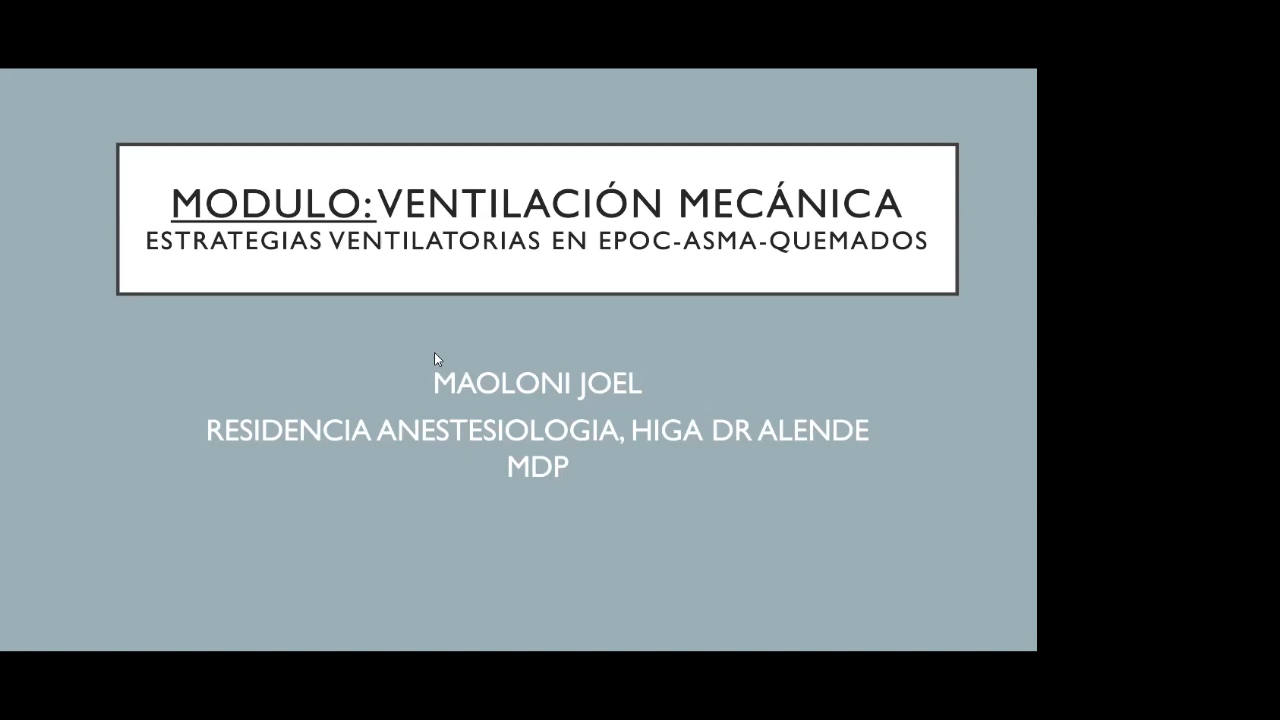 MODULO: VENTILACIÓN MECÁNICA
ESTRATEGIAS VENTILATORIAS EN EPOC-ASMA-QUEMADOS
MAOLONI JOEL
RESIDENCIA ANESTESIOLOGIA, HIGA DR ALENDE
MDP